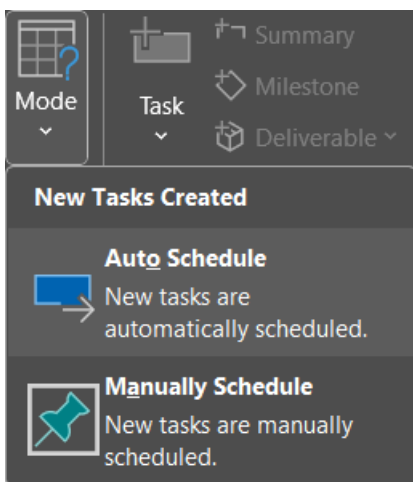 Mode
Task
Summary
Milestone
Deliverable
New Tasks Created
Auto Schedule
New tasks are
automatically scheduled.
Manually Schedule
New tasks are manually
scheduled.